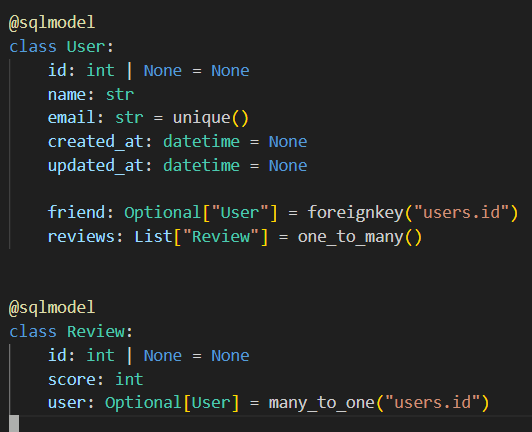 @sqlmodel
class User:
    id: int | None = None
    name: str
    email: str = unique()
    created_at: datetime = None
    updated_at: datetime = None

    friend: Optional["User"] = foreignkey("users.id")
    reviews: List["Review"] = one_to_many()


@sqlmodel
class Review:
    id: int | None = None
    score: int
    user: Optional[User] = many_to_one("users.id")